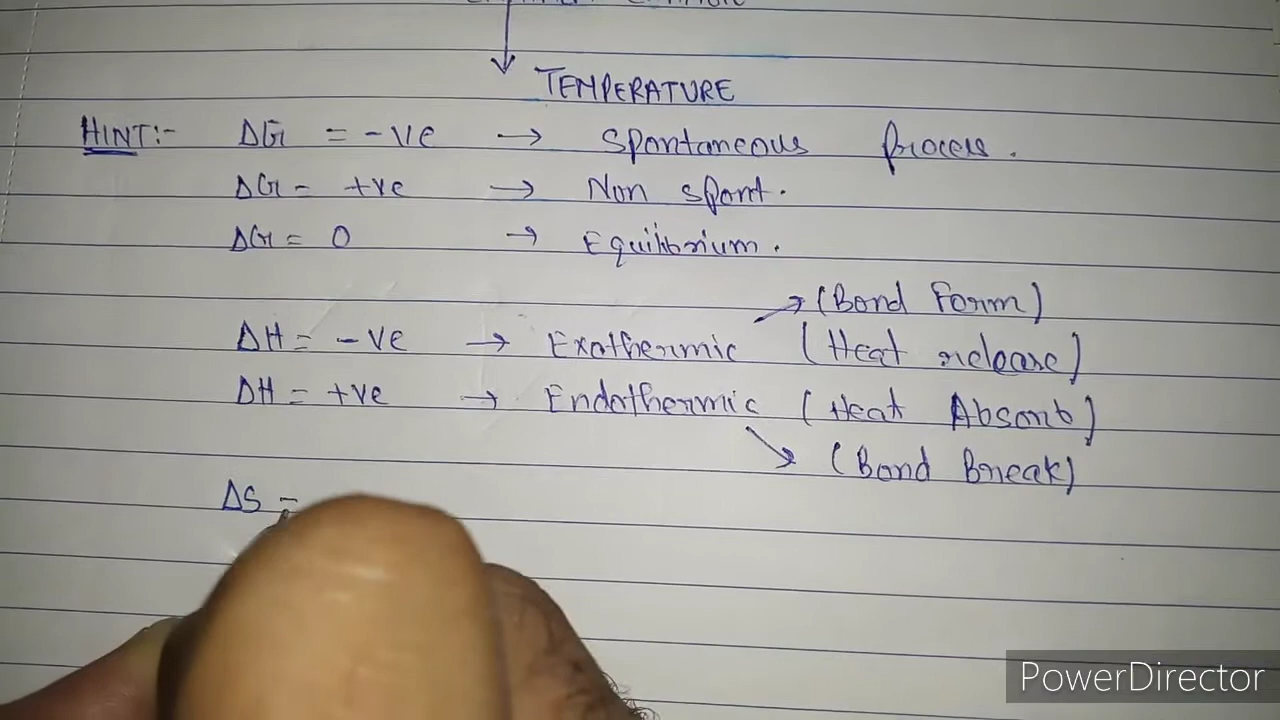 TEMPERATURE
HINT:- ΔG = -ve → Spontaneous Process.
ΔG = +ve → Non spont.
ΔG = 0 → Equilibrium.
(Bond Form)
ΔH = -ve → Exothermic (Heat release)
ΔH = +ve → Endothermic (Heat Absorb)
(Bond Break)
ΔS =
PowerDirector